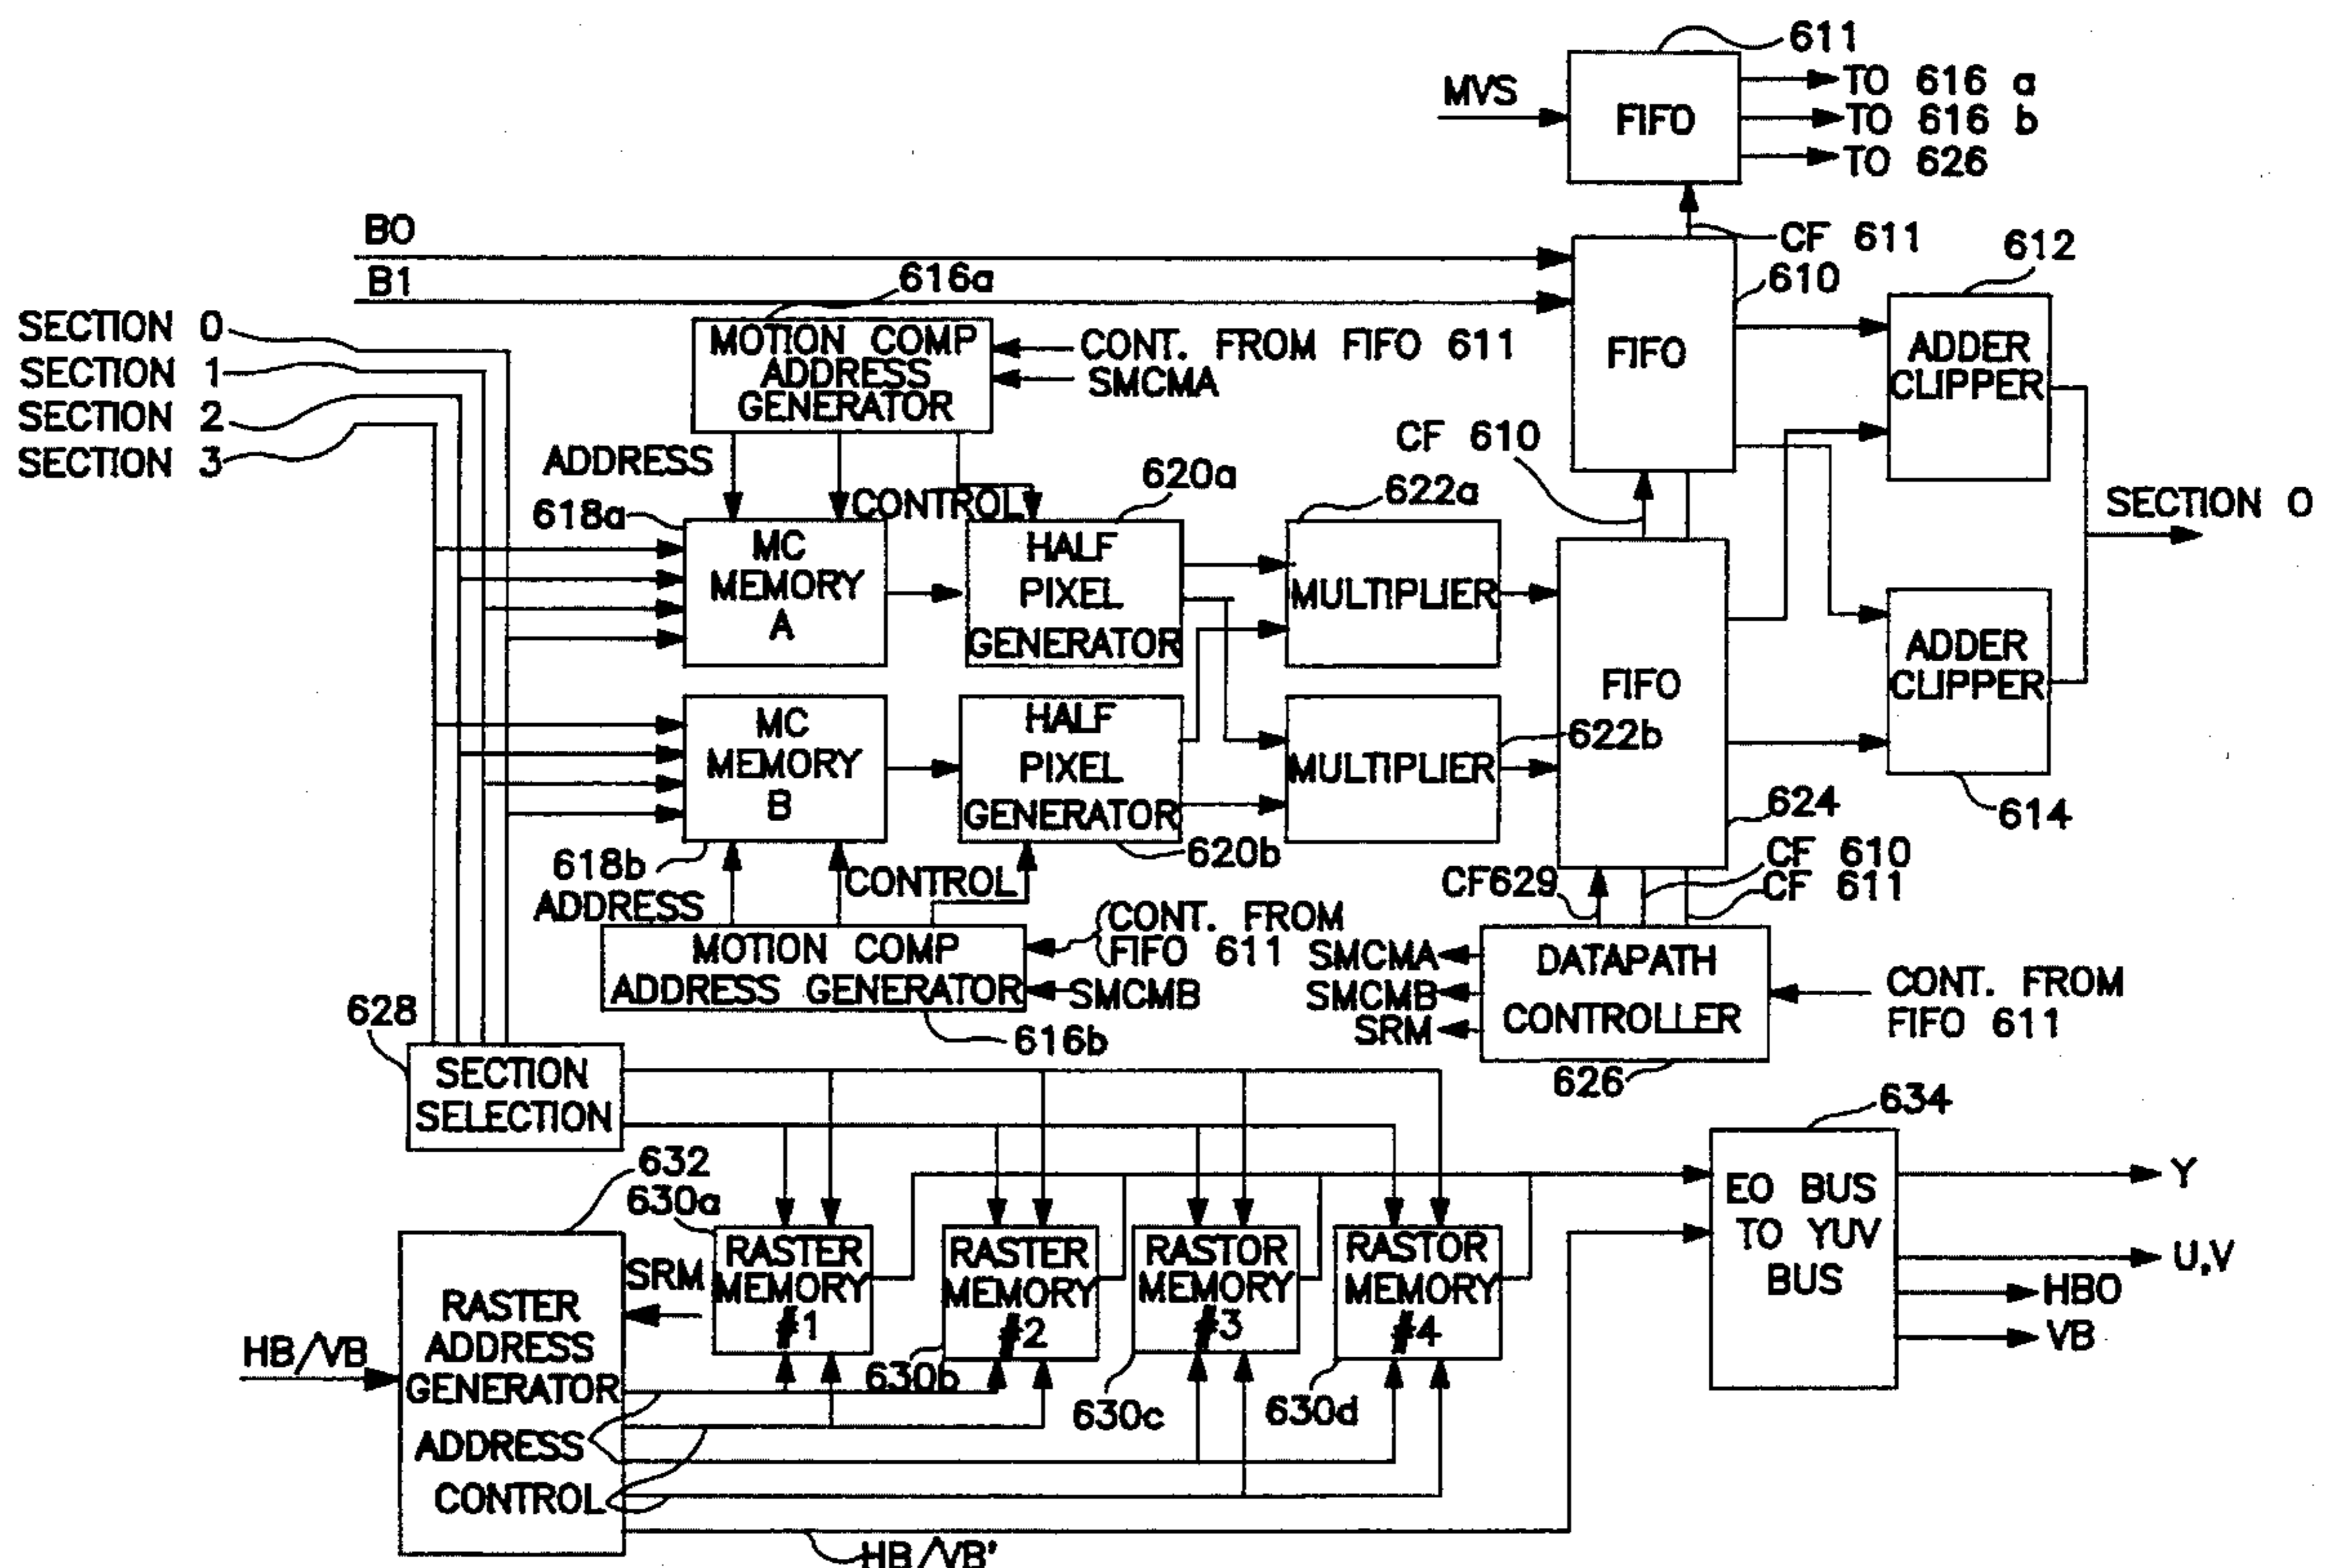 611
MVS
FIFO
TO 616 a
TO 616 b
TO 626
B0
B1
CF 611
610
612
616a
SECTION 0
SECTION 1
SECTION 2
SECTION 3
MOTION COMP
ADDRESS
GENERATOR
CONT. FROM FIFO 611
SMCMA
FIFO
ADDER
CLIPPER
ADDRESS
CONTROL
CF 610
620a
622a
618a
SECTION 0
MC
MEMORY
A
HALF
PIXEL
GENERATOR
MULTIPLIER
FIFO
ADDER
CLIPPER
MC
MEMORY
B
HALF
PIXEL
GENERATOR
MULTIPLIER
622b
624
614
618b
ADDRESS
CONTROL
620b
CF629
CF 610
CF 611
MOTION COMP
ADDRESS GENERATOR
CONT. FROM
FIFO 611
SMCMB
616b
SMCMA
SMCMB
SRM
DATAPATH
CONTROLLER
CONT. FROM
FIFO 611
626
628
SECTION
SELECTION
634
632
630a
RASTER
MEMORY
#1
RASTER
MEMORY
#2
RASTOR
MEMORY
#3
RASTOR
MEMORY
#4
EO BUS
TO YUV
BUS
Y
U,V
HBO
VB
SRM
HB/VB
RASTER
ADDRESS
GENERATOR
ADDRESS
CONTROL
630b
630c
630d
HB/VB'